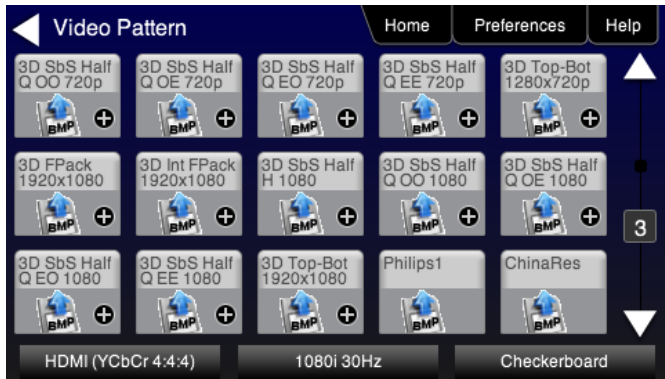 Video Pattern
Home
Preferences
Help
3D SbS Half
Q OO 720p
BMP
3D SbS Half
Q OE 720p
BMP
3D SbS Half
Q EO 720p
BMP
3D SbS Half
Q EE 720p
BMP
3D Top-Bot
1280x720p
BMP
3D FPack
1920x1080
BMP
3D Int FPack
1920x1080
BMP
3D SbS Half
H 1080
BMP
3D SbS Half
Q OO 1080
BMP
3D SbS Half
Q OE 1080
BMP
3
3D SbS Half
Q EO 1080
BMP
3D SbS Half
Q EE 1080
BMP
3D Top-Bot
1920x1080
BMP
Philips1
BMP
ChinaRes
BMP
HDMI (YCbCr 4:4:4)
1080i 30Hz
Checkerboard